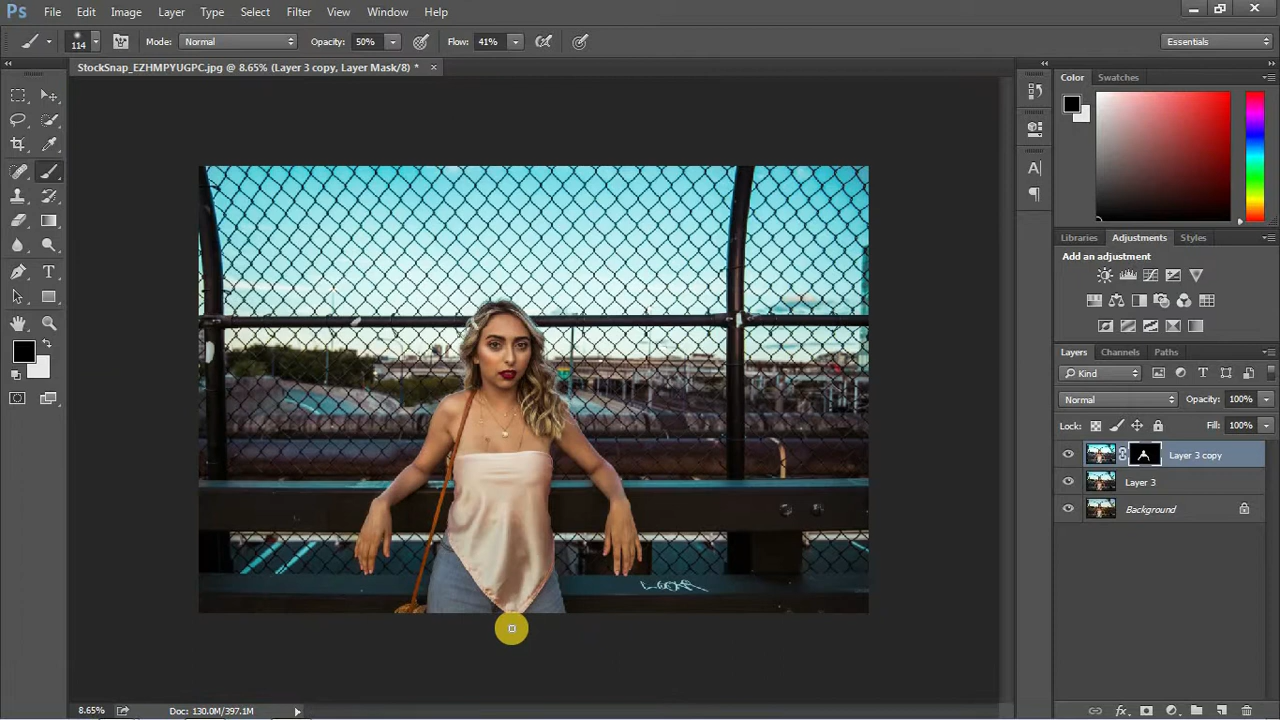 Ps File Edit Image Layer Type Select Filter View Window Help
114 Mode: Normal Opacity: 50% Flow: 41% Essentials
StockSnap_EZHMPYUGPC.jpg @ 8.65% (Layer 3 copy, Layer Mask/8) *
Color Swatches
Libraries Adjustments Styles
Add an adjustment
Layers Channels Paths
Kind
Normal Opacity: 100%
Lock: Fill: 100%
Layer 3 copy
Layer 3
Background
8.65% Doc: 130.0M/397.1M